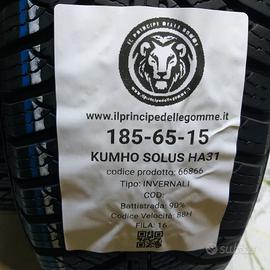 IL PRINCIPE DELLE GOMME
www.ilprincipedellegomme.it
185-65-15
KUMHO SOLUS HA31
codice prodotto: 66866
Tipo: INVERNALI
COD:
Battistrada: 90%
Codice Velocità: 88H
FILA: 16
subito